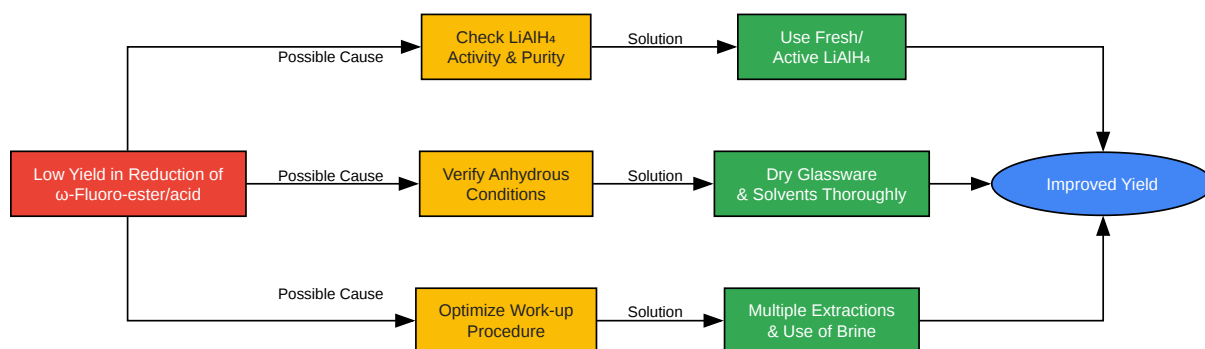 Check LiAlH₄
Activity & Purity
Solution
Use Fresh/
Active LiAlH₄
Possible Cause
Low Yield in Reduction of
ω-Fluoro-ester/acid
Possible Cause
Verify Anhydrous
Conditions
Solution
Dry Glassware
& Solvents Thoroughly
Improved Yield
Possible Cause
Optimize Work-up
Procedure
Solution
Multiple Extractions
& Use of Brine